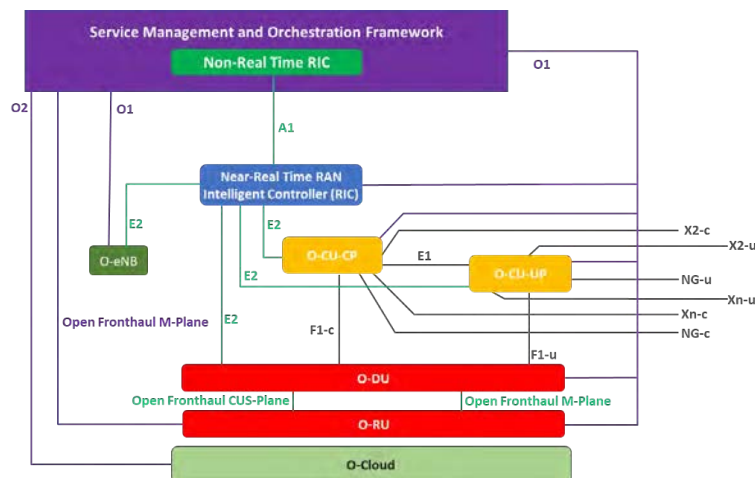 Service Management and Orchestration Framework
Non-Real Time RIC
O1
O2
O1
A1
Near-Real Time RAN
Intelligent Controller (RIC)
E2
E2
X2-c
X2-u
O-eNB
O-CU-CP
E1
E2
O-CU-UP
NG-u
Xn-u
Open Fronthaul M-Plane
E2
F1-c
Xn-c
NG-c
F1-u
O-DU
Open Fronthaul CUS-Plane
Open Fronthaul M-Plane
O-RU
O-Cloud